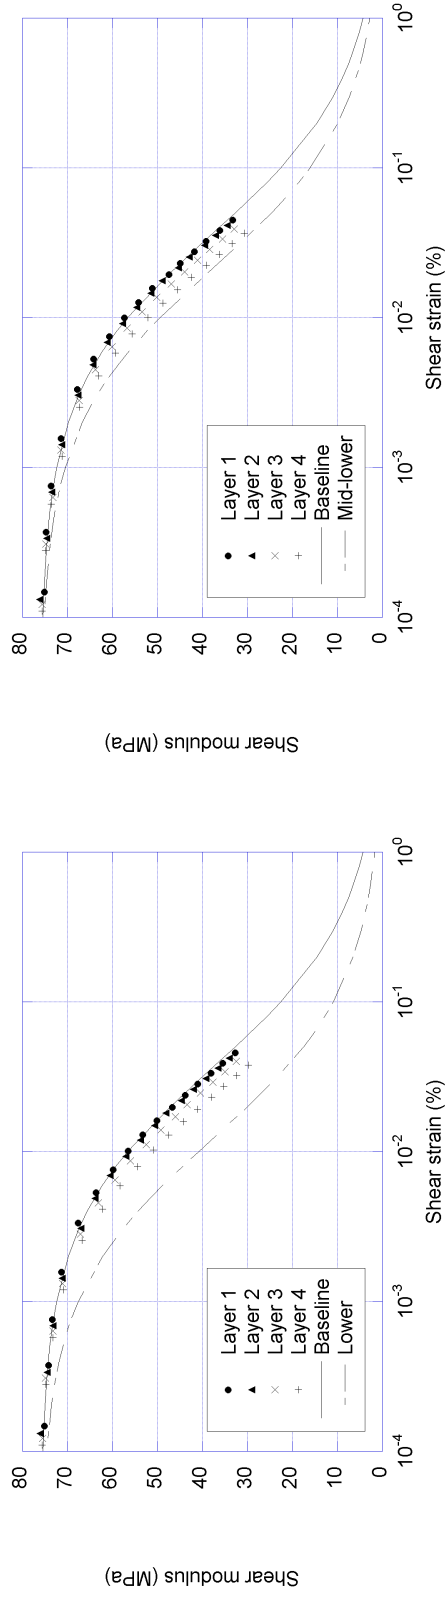 80
70
60
50
40
30
20
10
0
Shear modulus (MPa)
10-4
10-3
10-2
10-1
100
Shear strain (%)
Layer 1
Layer 2
Layer 3
Layer 4
Baseline
Lower
80
70
60
50
40
30
20
10
0
Shear modulus (MPa)
10-4
10-3
10-2
10-1
100
Shear strain (%)
Layer 1
Layer 2
Layer 3
Layer 4
Baseline
Mid-lower